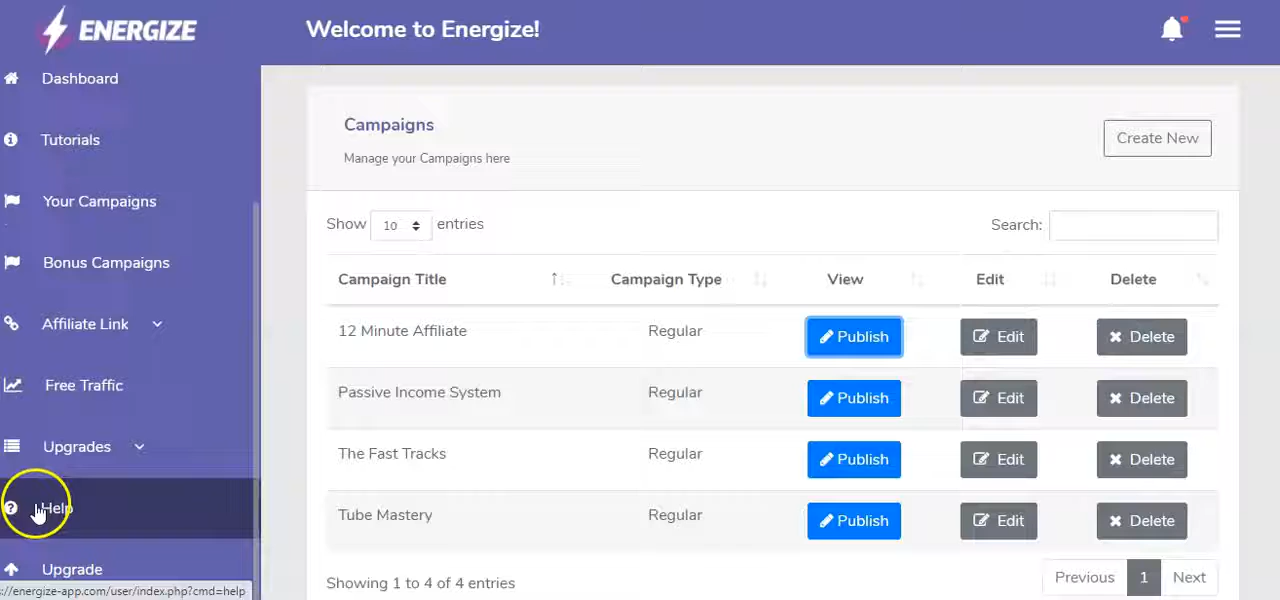 ENERGIZE
Welcome to Energize!
Dashboard
Tutorials
Your Campaigns
Bonus Campaigns
Affiliate Link
Free Traffic
Upgrades
Help
Upgrade
://energize-app.com/user/index.php?cmd=help
Campaigns
Manage your Campaigns here
Create New
Show 10 entries
Search:
Campaign Title Campaign Type View Edit Delete
12 Minute Affiliate Regular Publish Edit Delete
Passive Income System Regular Publish Edit Delete
The Fast Tracks Regular Publish Edit Delete
Tube Mastery Regular Publish Edit Delete
Showing 1 to 4 of 4 entries
Previous 1 Next